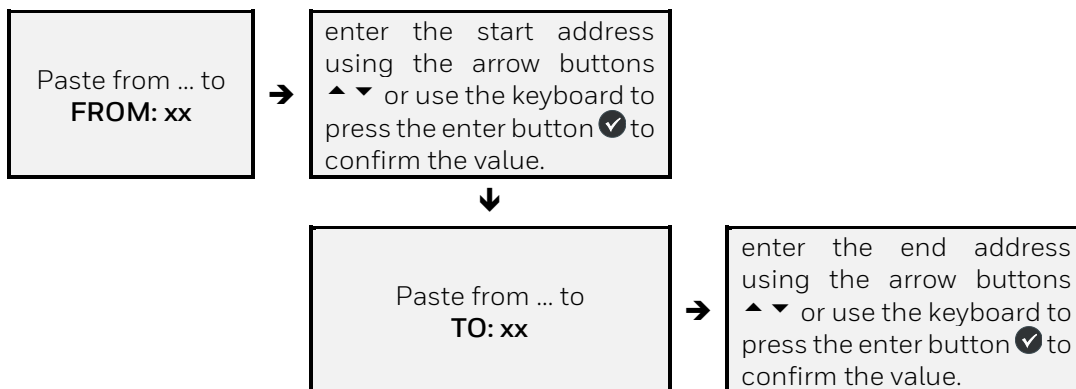 Paste from ... to
FROM: xx
➔
enter the start address
using the arrow buttons
▲ ▼ or use the keyboard to
press the enter button ✔ to
confirm the value.
➔
Paste from ... to
TO: xx
➔
enter the end address
using the arrow buttons
▲ ▼ or use the keyboard to
press the enter button ✔ to
confirm the value.